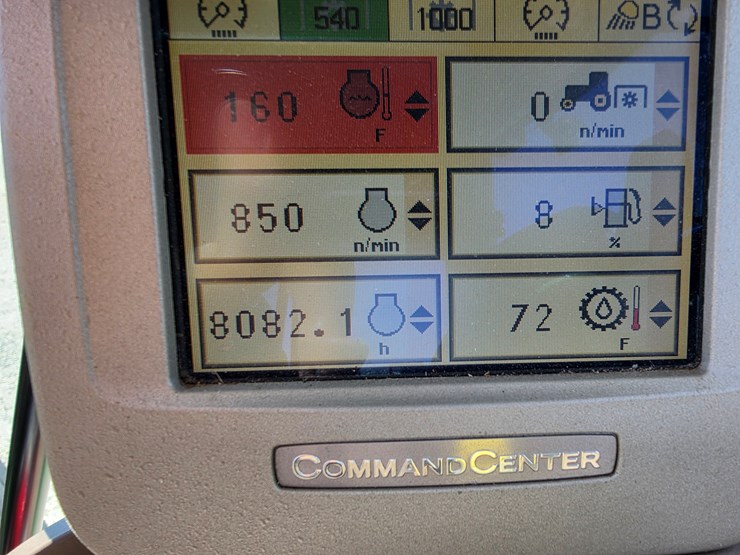 540 1000 B
160 F
0 n/min
850 n/min
8 %
8082.1 h
72 F
COMMANDCENTER